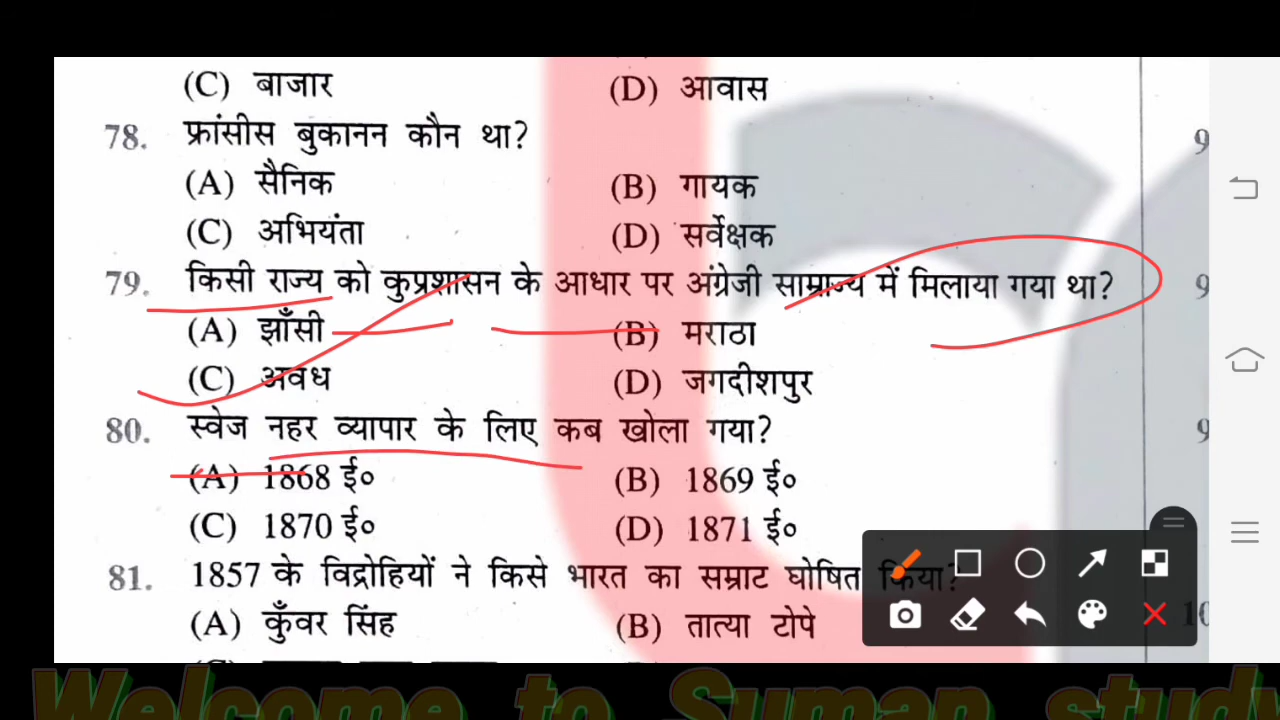 (C) बाजार (D) आवास
78. फ्रांसीस बुकानन कौन था?
(A) सैनिक (B) गायक
(C) अभियंता (D) सर्वेक्षक
79. किसी राज्य को कुप्रशासन के आधार पर अंग्रेजी साम्राज्य में मिलाया गया था?
(A) झाँसी (B) मराठा
(C) अवध (D) जगदीशपुर
80. स्वेज नहर व्यापार के लिए कब खोला गया?
(A) 1868 ई० (B) 1869 ई०
(C) 1870 ई० (D) 1871 ई०
81. 1857 के विद्रोहियों ने किसे भारत का सम्राट घोषित किया?
(A) कुँवर सिंह (B) तात्या टोपे
Welcome to Suman study